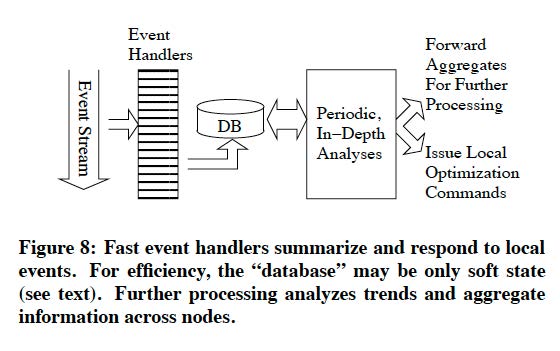 Event
Handlers
Event Stream
DB
Periodic,
In-Depth
Analyses
Forward
Aggregates
For Further
Processing
Issue Local
Optimization
Commands
Figure 8: Fast event handlers summarize and respond to local
events. For efficiency, the “database” may be only soft state
(see text). Further processing analyzes trends and aggregate
information across nodes.